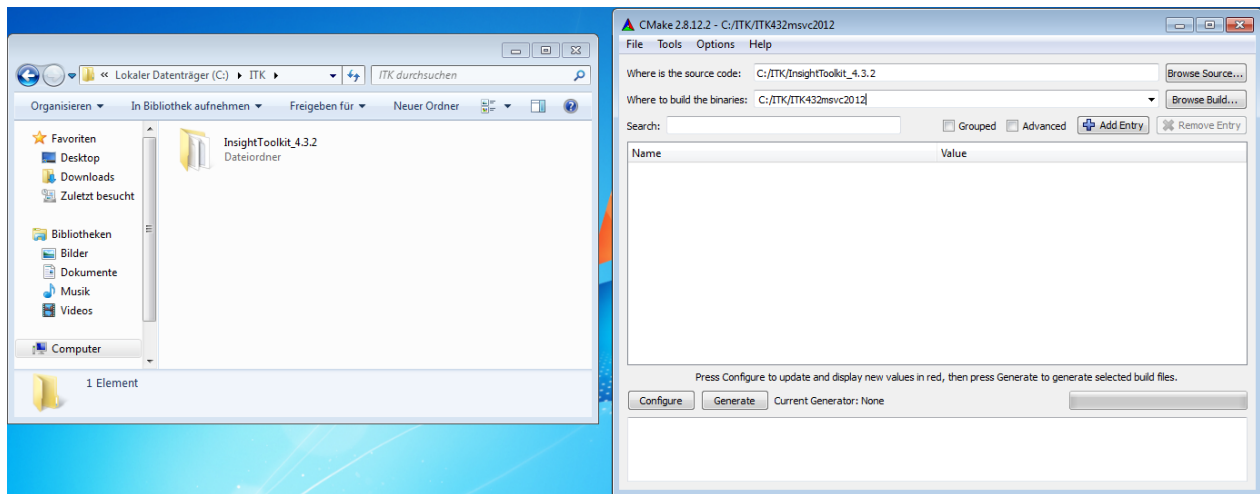 « Lokaler Datenträger (C:) ▸ ITK ▸
ITK durchsuchen
Organisieren ▾ In Bibliothek aufnehmen ▾ Freigeben für ▾ Neuer Ordner
Favoriten
Desktop
Downloads
Zuletzt besucht
Bibliotheken
Bilder
Dokumente
Musik
Videos
Computer
InsightToolkit_4.3.2
Dateiordner
1 Element
CMake 2.8.12.2 - C:/ITK/ITK432msvc2012
File Tools Options Help
Where is the source code: C:/ITK/InsightToolkit_4.3.2 Browse Source...
Where to build the binaries: C:/ITK/ITK432msvc2012 Browse Build...
Search: Grouped Advanced Add Entry Remove Entry
Name Value
Press Configure to update and display new values in red, then press Generate to generate selected build files.
Configure Generate Current Generator: None